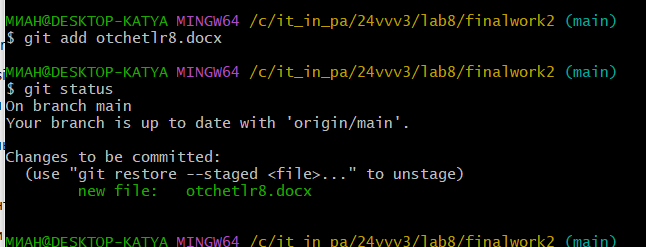 МИАН@DESKTOP-KATYA MINGW64 /c/it_in_pa/24vvv3/lab8/finalwork2 (main)
$ git add otchetlr8.docx
МИАН@DESKTOP-KATYA MINGW64 /c/it_in_pa/24vvv3/lab8/finalwork2 (main)
$ git status
On branch main
Your branch is up to date with 'origin/main'.
Changes to be committed:
  (use "git restore --staged <file>..." to unstage)
        new file:   otchetlr8.docx
МИАН@DESKTOP-KATYA MINGW64 /c/it_in_pa/24vvv3/lab8/finalwork2 (main)